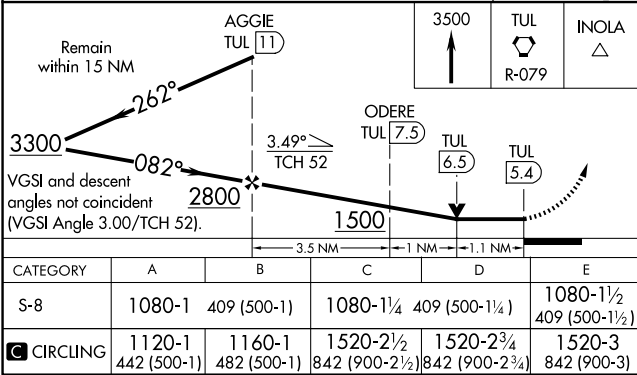 AGGIE
TUL 11
Remain
within 15 NM
3500
TUL
R-079
INOLA
262°
ODERE
TUL 7.5
3.49°
TCH 52
TUL
6.5
TUL
5.4
3300
082°
VGSI and descent
angles not coincident
(VGSI Angle 3.00/TCH 52).
2800
1500
3.5 NM
1 NM
1.1 NM
CATEGORY A B C D E
S-8 1080-1 409 (500-1) 1080-1¼ 409 (500-1¼) 1080-1½
409 (500-1½)
C CIRCLING 1120-1 1160-1 1520-2½ 1520-2¾ 1520-3
442 (500-1) 482 (500-1) 842 (900-2½) 842 (900-2¾) 842 (900-3)